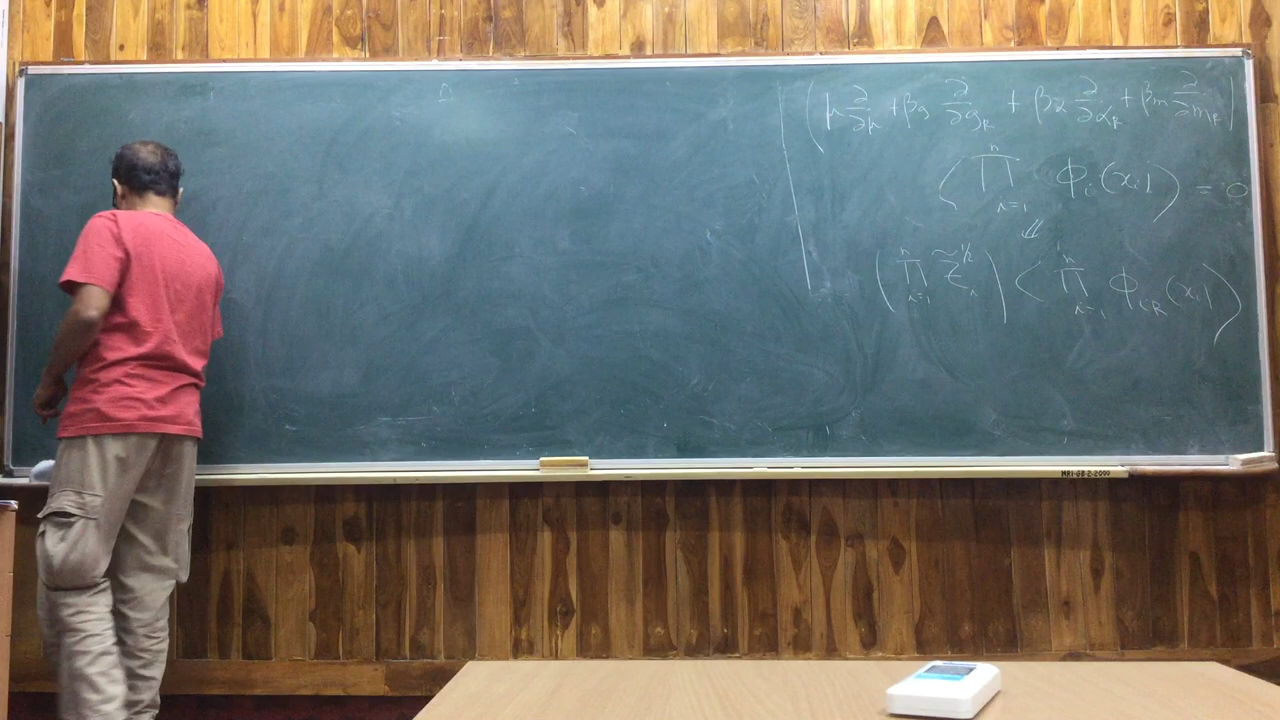 (μ ∂/∂μ + β_g ∂/∂g_R + β_α ∂/∂α_R + β_m ∂/∂m_R)
⟨ ∏_{i=1}^{n} ϕ_i(x_i) ⟩ = 0
⇓
(∏_{i=1}^{n} Z̃_i^{1/2}) ⟨ ∏_{i=1}^{n} ϕ_{iR}(x_i) ⟩
MRI-GB-2-2000